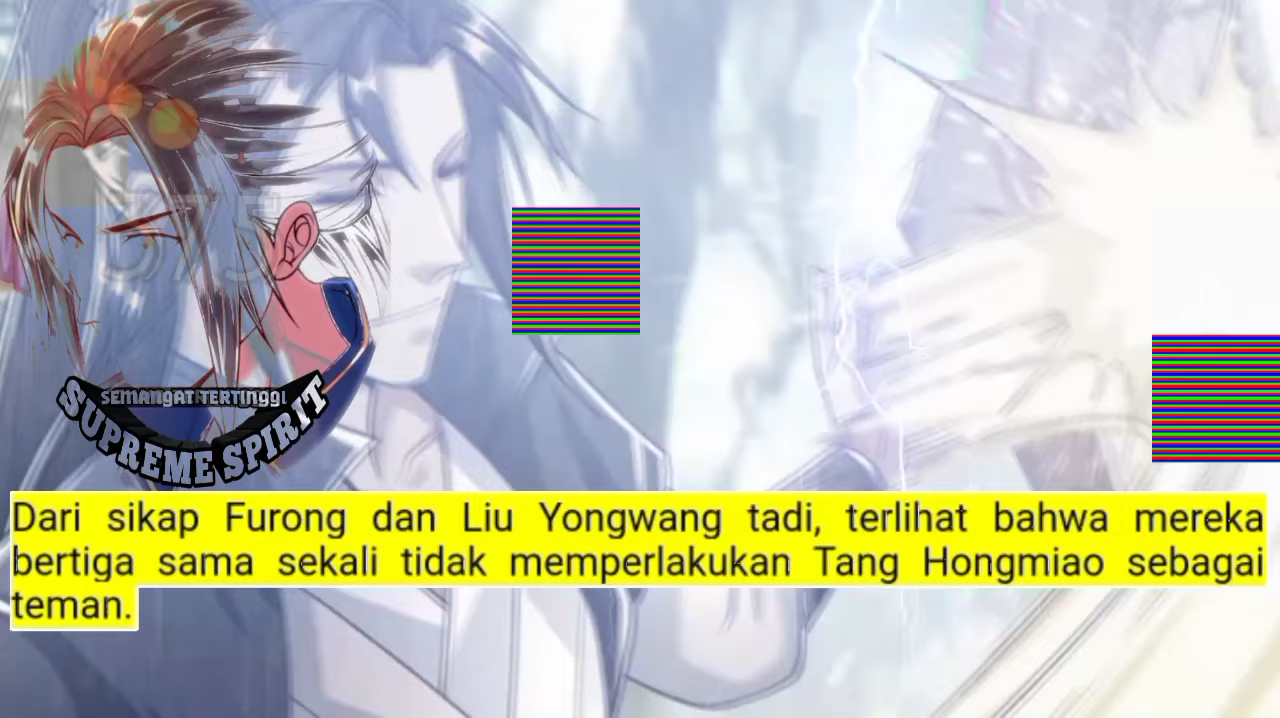 375
SEMANGAT TERTINGGI
SUPREME SPIRIT
Dari sikap Furong dan Liu Yongwang tadi, terlihat bahwa mereka
bertiga sama sekali tidak memperlakukan Tang Hongmiao sebagai
teman.